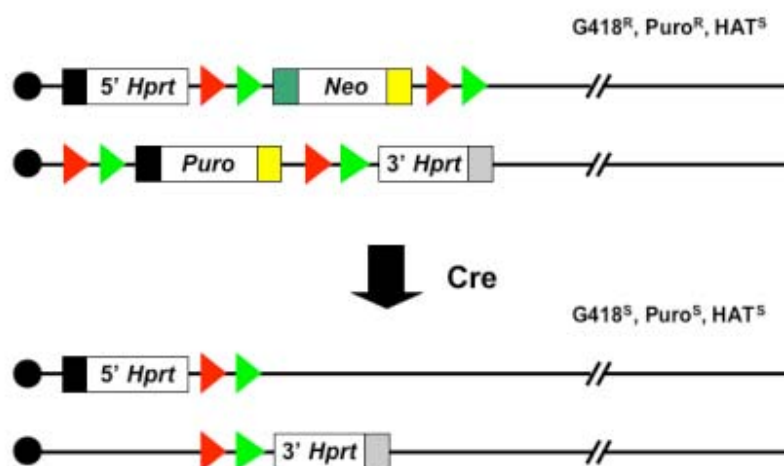 G418ᴿ, Puroᴿ, HATˢ
5’ Hprt Neo
Puro 3’ Hprt
Cre
G418ˢ, Puroˢ, HATˢ
5’ Hprt
3’ Hprt